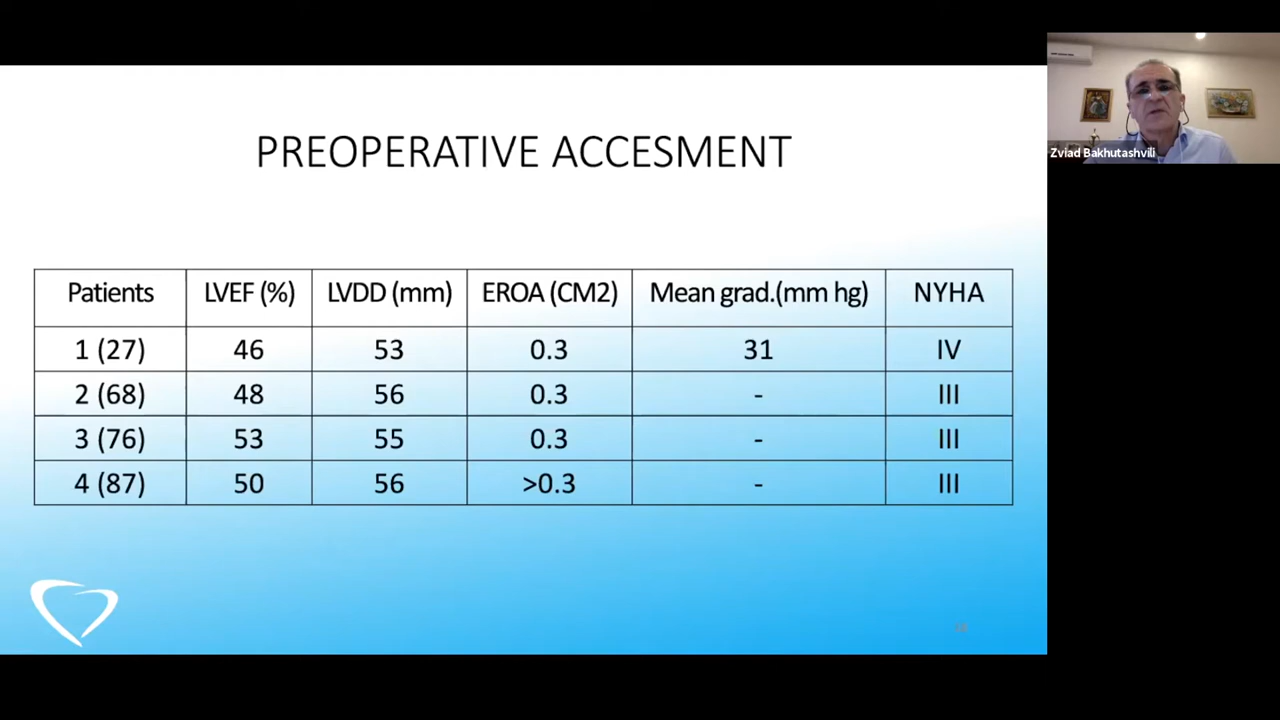 PREOPERATIVE ACCESMENT
Patients LVEF (%) LVDD (mm) EROA (CM2) Mean grad.(mm hg) NYHA
1 (27) 46 53 0.3 31 IV
2 (68) 48 56 0.3 - III
3 (76) 53 55 0.3 - III
4 (87) 50 56 >0.3 - III
Zviad Bakhutashvili